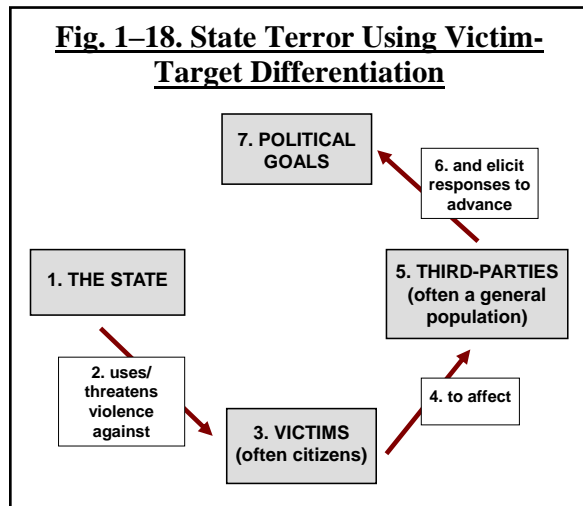 Fig. 1–18. State Terror Using Victim-
Target Differentiation
7. POLITICAL
GOALS
6. and elicit
responses to
advance
1. THE STATE
5. THIRD-PARTIES
(often a general
population)
2. uses/
threatens
violence
against
4. to affect
3. VICTIMS
(often citizens)